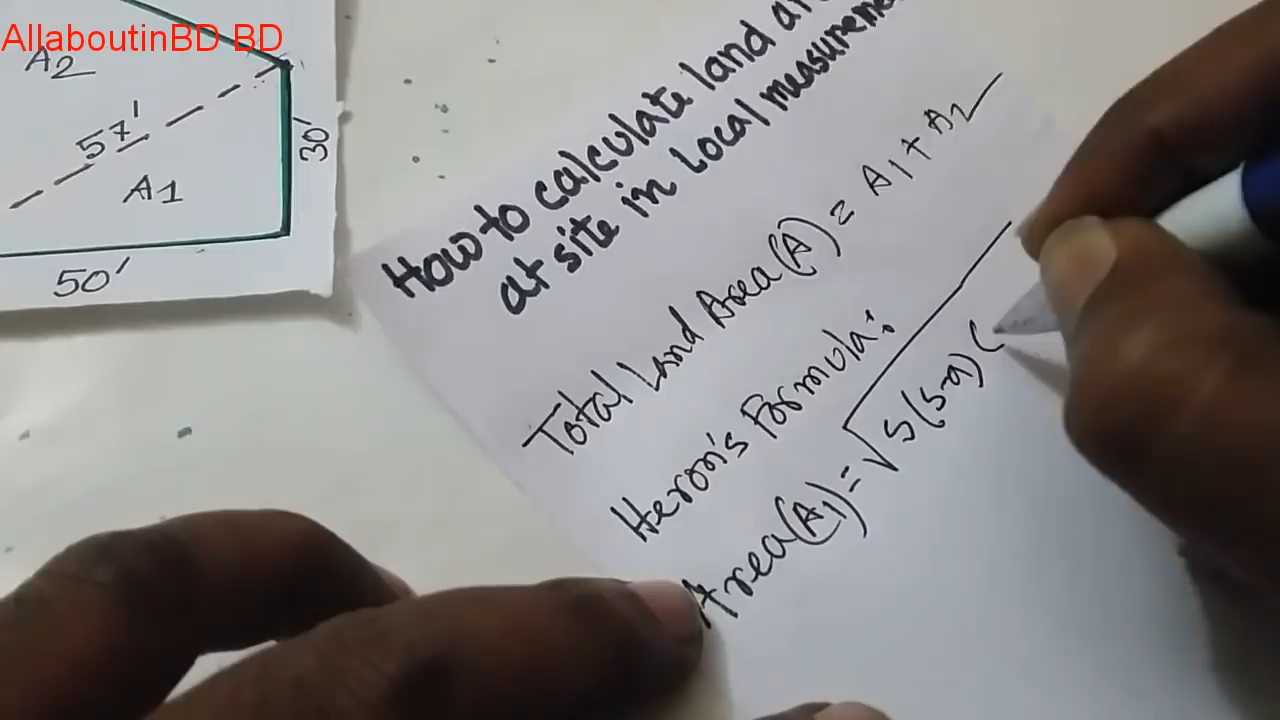 AllaboutinBD BD
A2
57'
A1
30'
50'
How to calculate land
at site in Local
Total Land Area(A) = A1 + A2
Heron's Formula:
Area(A1) = √S(S-a)(